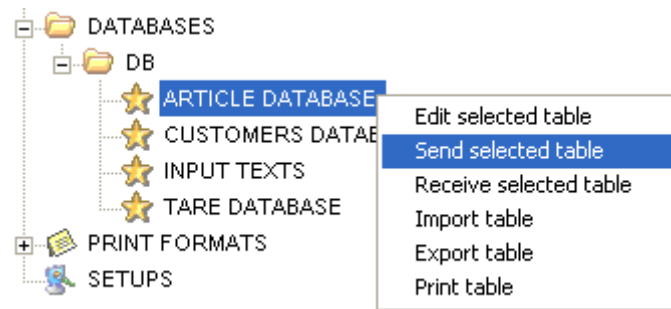 DATABASES
DB
ARTICLE DATABASE
CUSTOMERS
INPUT TEXTS
TARE DATABASE
PRINT FORMATS
SETUPS
Edit selected table
Send selected table
Receive selected table
Import table
Export table
Print table